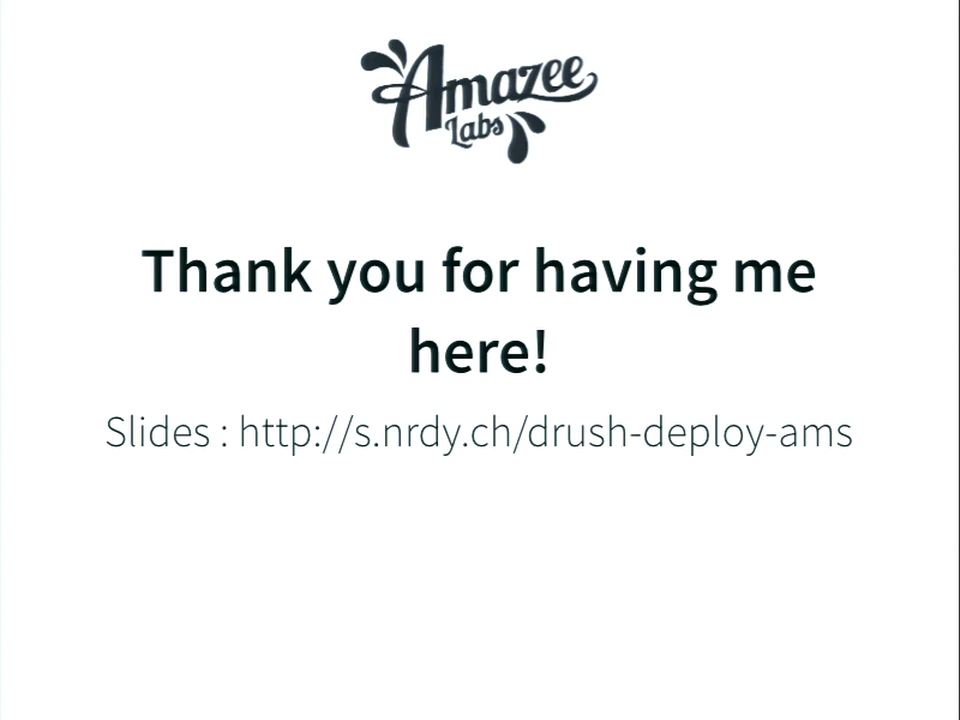 Amazee
Labs
Thank you for having me
here!
Slides : http://s.nrdy.ch/drush-deploy-ams